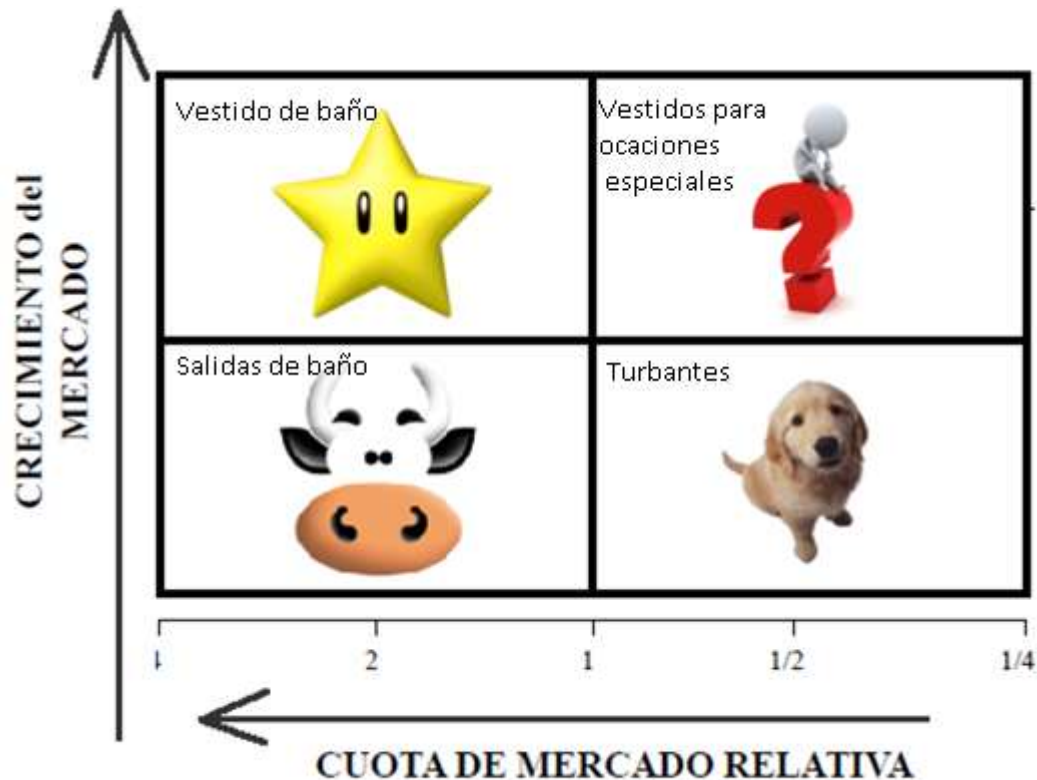 CRECIMIENTO del
MERCADO
Vestido de baño
Vestidos para
ocaciones
especiales
Salidas de baño
Turbantes
2
1
1/2
1/4
CUOTA DE MERCADO RELATIVA